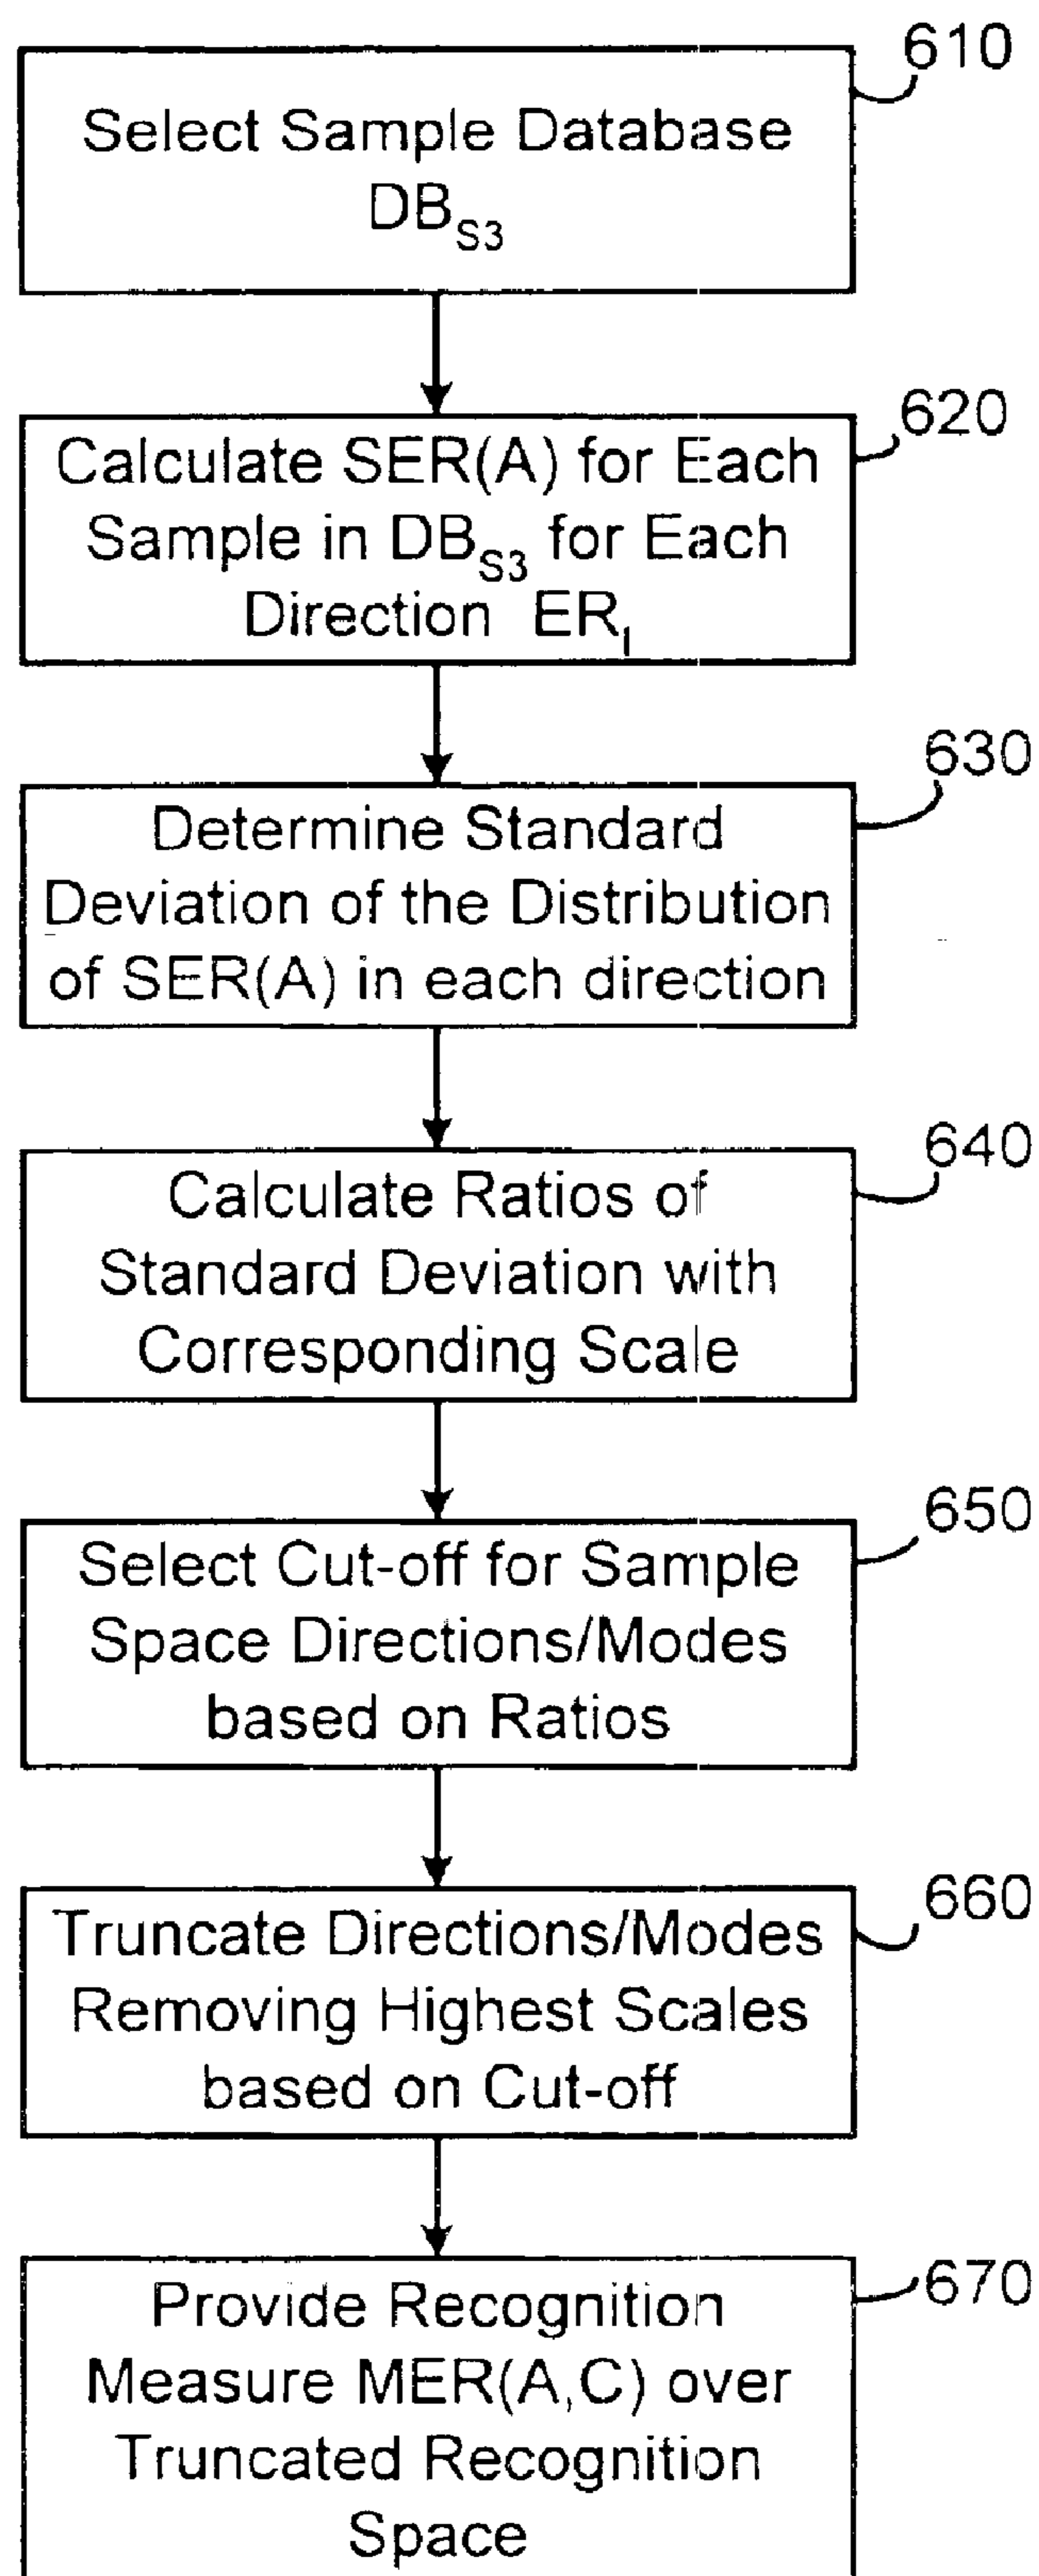 610
Select Sample Database
DBS3
620
Calculate SER(A) for Each
Sample in DBS3 for Each
Direction ERI
630
Determine Standard
Deviation of the Distribution
of SER(A) in each direction
640
Calculate Ratios of
Standard Deviation with
Corresponding Scale
650
Select Cut-off for Sample
Space Directions/Modes
based on Ratios
660
Truncate Directions/Modes
Removing Highest Scales
based on Cut-off
670
Provide Recognition
Measure MER(A,C) over
Truncated Recognition
Space